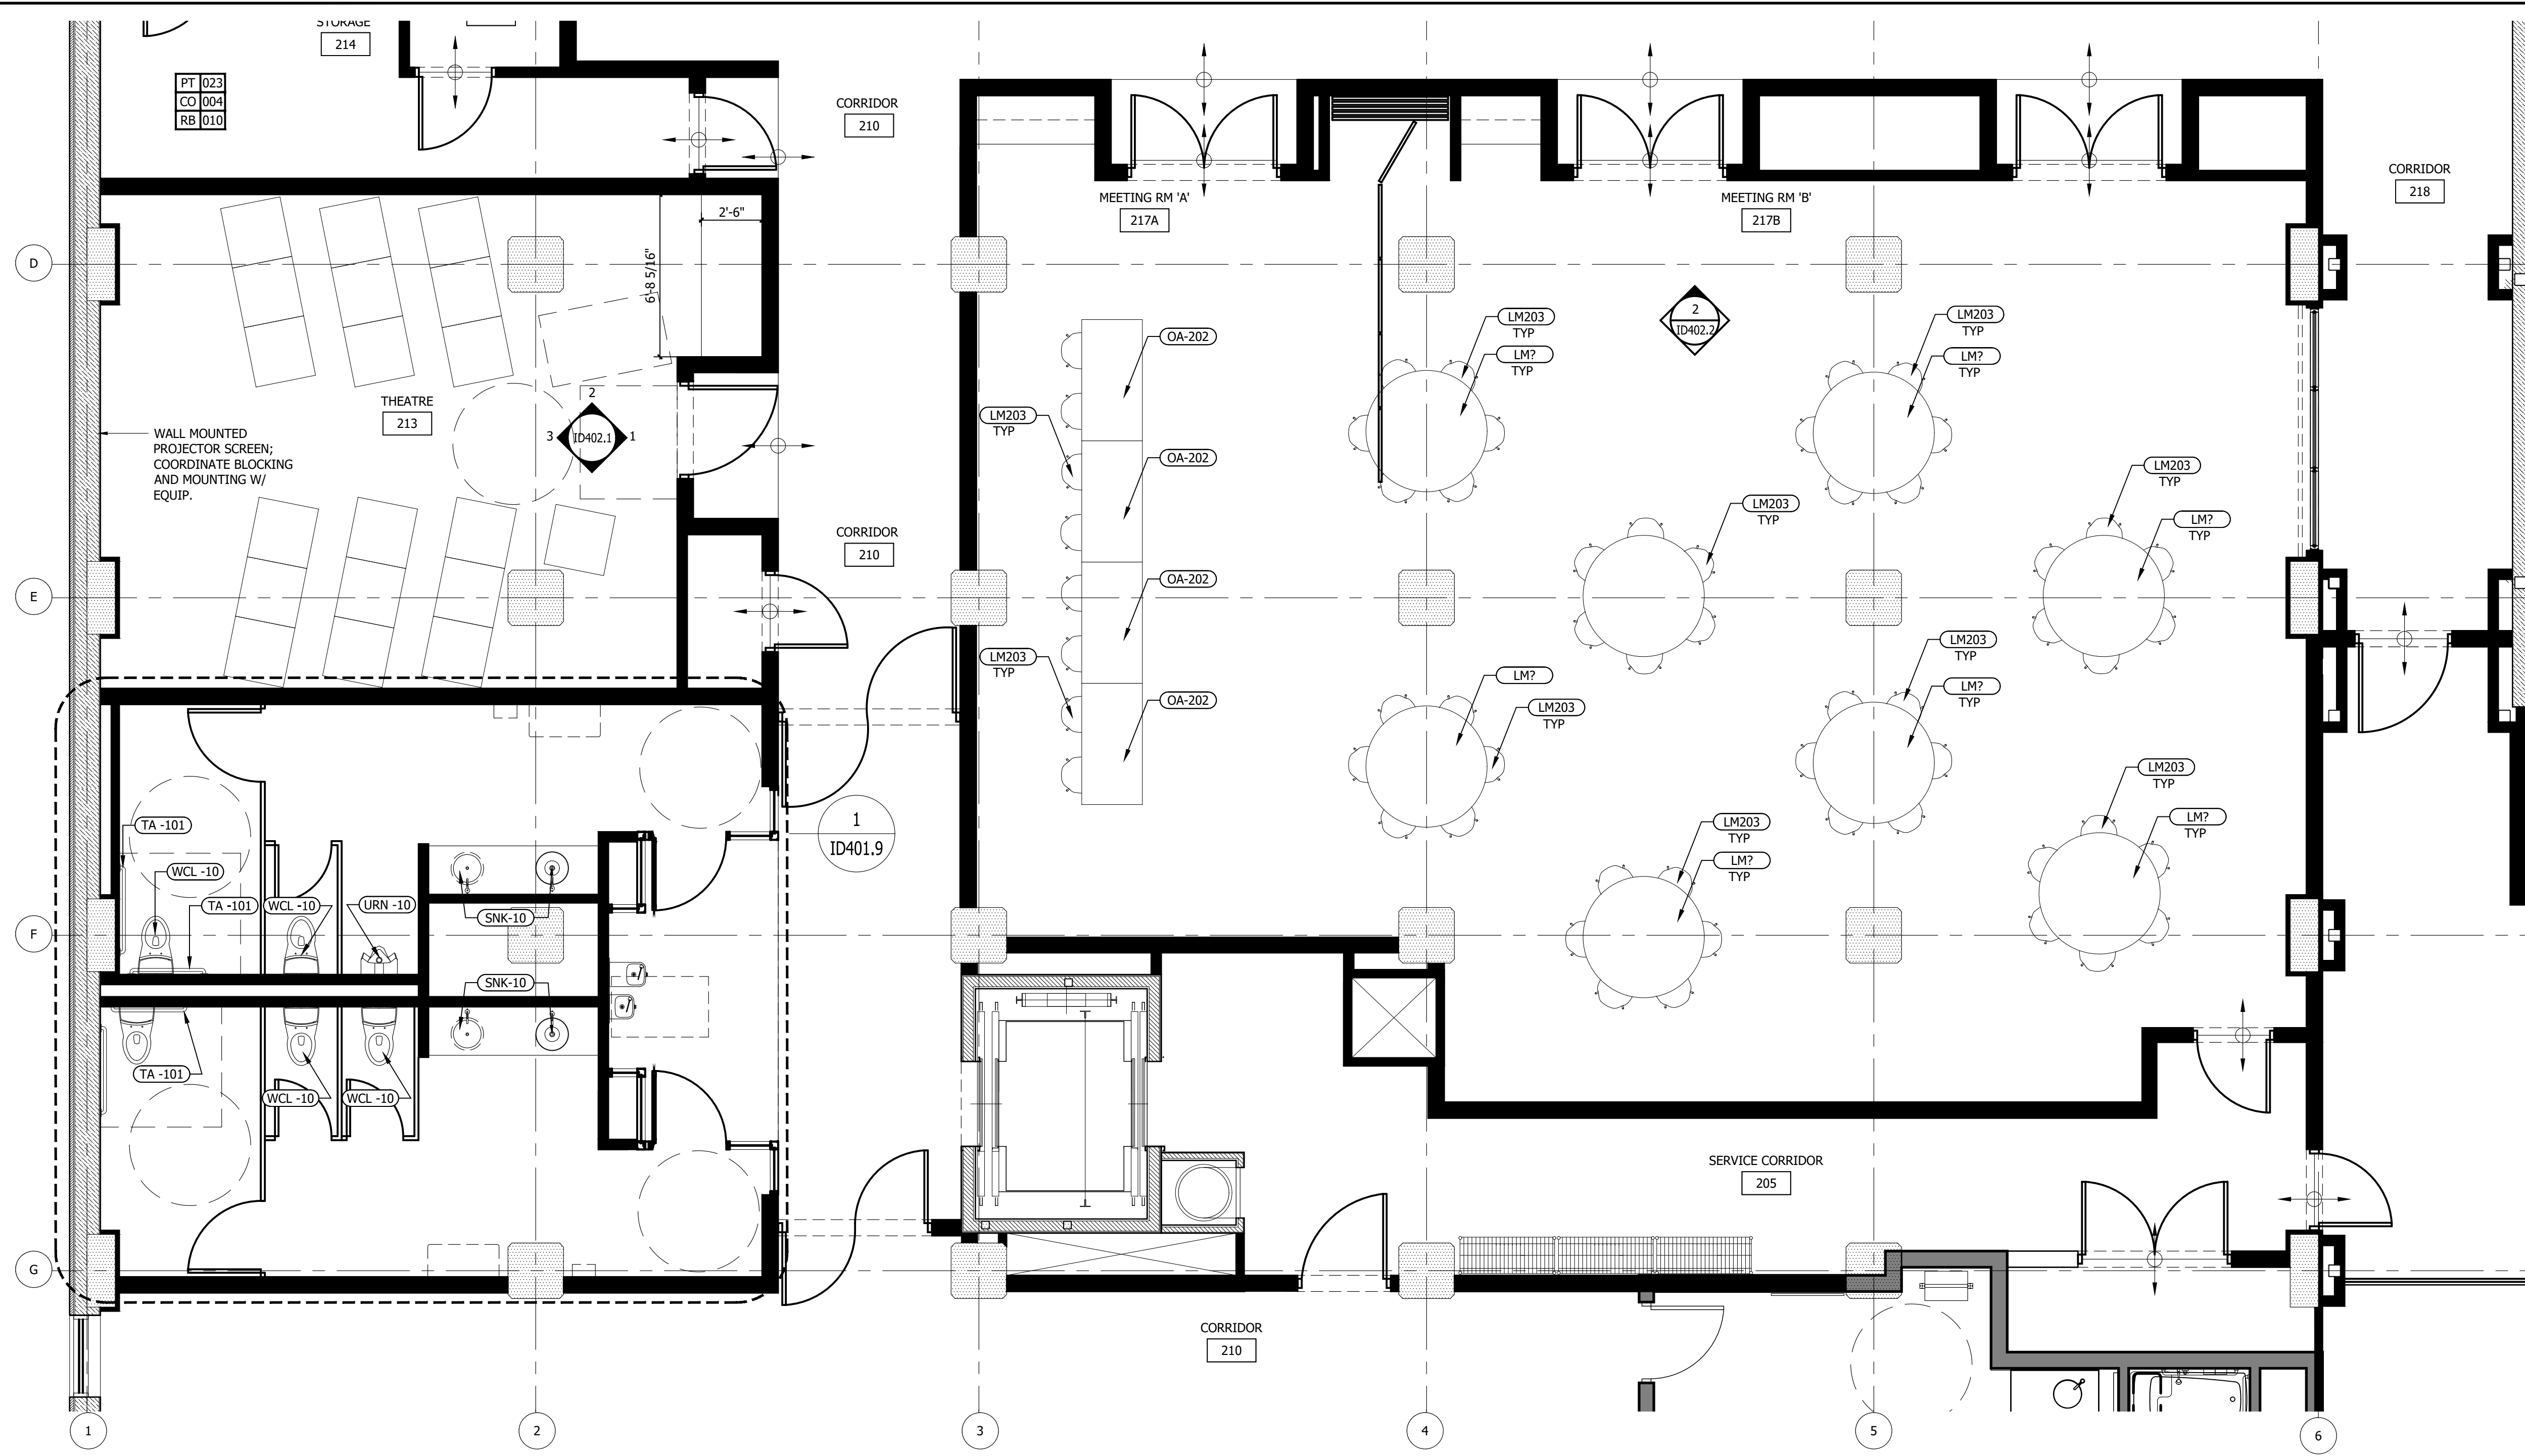 STORAGE
214
PT 023
CO 004
RB 010
CORRIDOR
210
MEETING RM 'A'
217A
MEETING RM 'B'
217B
CORRIDOR
218
2'-6"
6'-8 5/16"
D
THEATRE
213
WALL MOUNTED
PROJECTOR SCREEN;
COORDINATE BLOCKING
AND MOUNTING W/
EQUIP.
2
3
ID402.1
1
OA-202
LM203
TYP
OA-202
OA-202
LM203
TYP
OA-202
LM203
TYP
LM?
TYP
2
ID402.2
LM203
TYP
LM?
TYP
LM203
TYP
LM203
TYP
LM?
TYP
CORRIDOR
210
E
LM203
TYP
LM?
TYP
LM?
LM203
TYP
LM203
TYP
LM?
TYP
LM203
TYP
LM?
TYP
1
ID401.9
TA -101
WCL -10
TA -101
WCL -10
URN -10
SNK-10
F
SNK-10
TA -101
WCL -10
WCL -10
SERVICE CORRIDOR
205
G
CORRIDOR
210
1
2
3
4
5
6